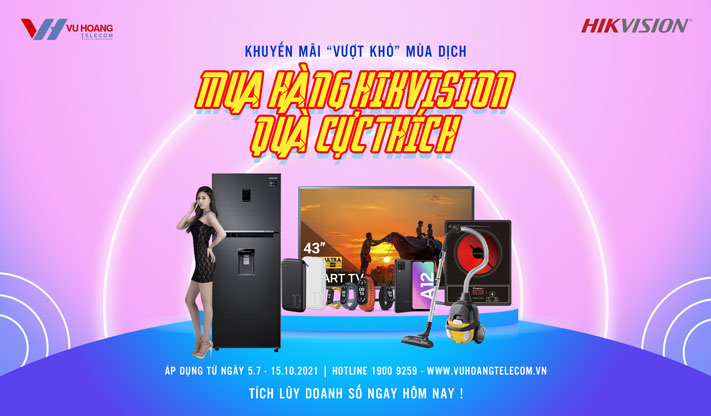 VU HOANG
TELECOM
HIKVISION
KHUYẾN MÃI “VƯỢT KHÓ” MÙA DỊCH
MUA HÀNG HIKVISION
QUÀ CỰC THÍCH
43”
ULTRA
SMART TV
A12
ÁP DỤNG TỪ NGÀY 5.7 - 15.10.2021 | HOTLINE 1900 9259 - WWW.VUHOANGTELECOM.VN
TÍCH LŨY DOANH SỐ NGAY HÔM NAY !